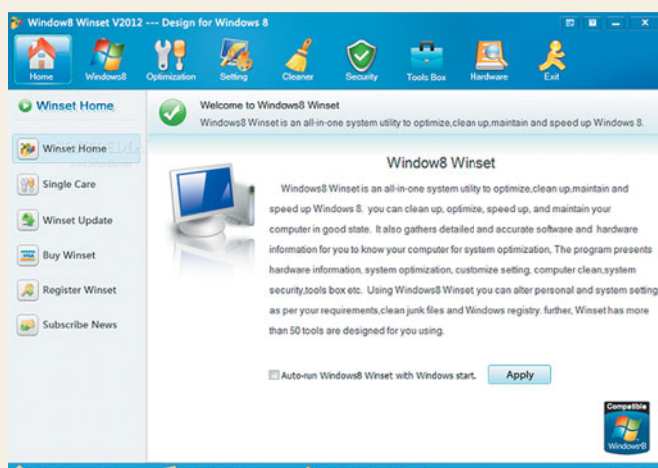 Window8 Winset V2012 --- Design for Windows 8
Home Windows8 Optimization Setting Cleaner Security Tools Box Hardware Exit
Winset Home
Welcome to Windows8 Winset
Windows8 Winset is an all-in-one system utility to optimize,clean up,maintain and speed up Windows 8.
Winset Home
Single Care
Winset Update
Buy Winset
Register Winset
Subscribe News
Window8 Winset
Windows8 Winset is an all-in-one system utility to optimize,clean up,maintain and
speed up Windows 8. you can clean up, optimize, speed up, and maintain your
computer in good state. It also gathers detailed and accurate software and hardware
information for you to know your computer for system optimization, The program presents
hardware information, system optimization, customize setting, computer clean,system
security,tools box etc. Using Windows8 Winset you can alter personal and system setting
as per your requirements,clean junk files and Windows registry. further, Winset has more
than 50 tools are designed for you using.
Auto-run Windows8 Winset with Windows start. Apply
Compatible
Windows8